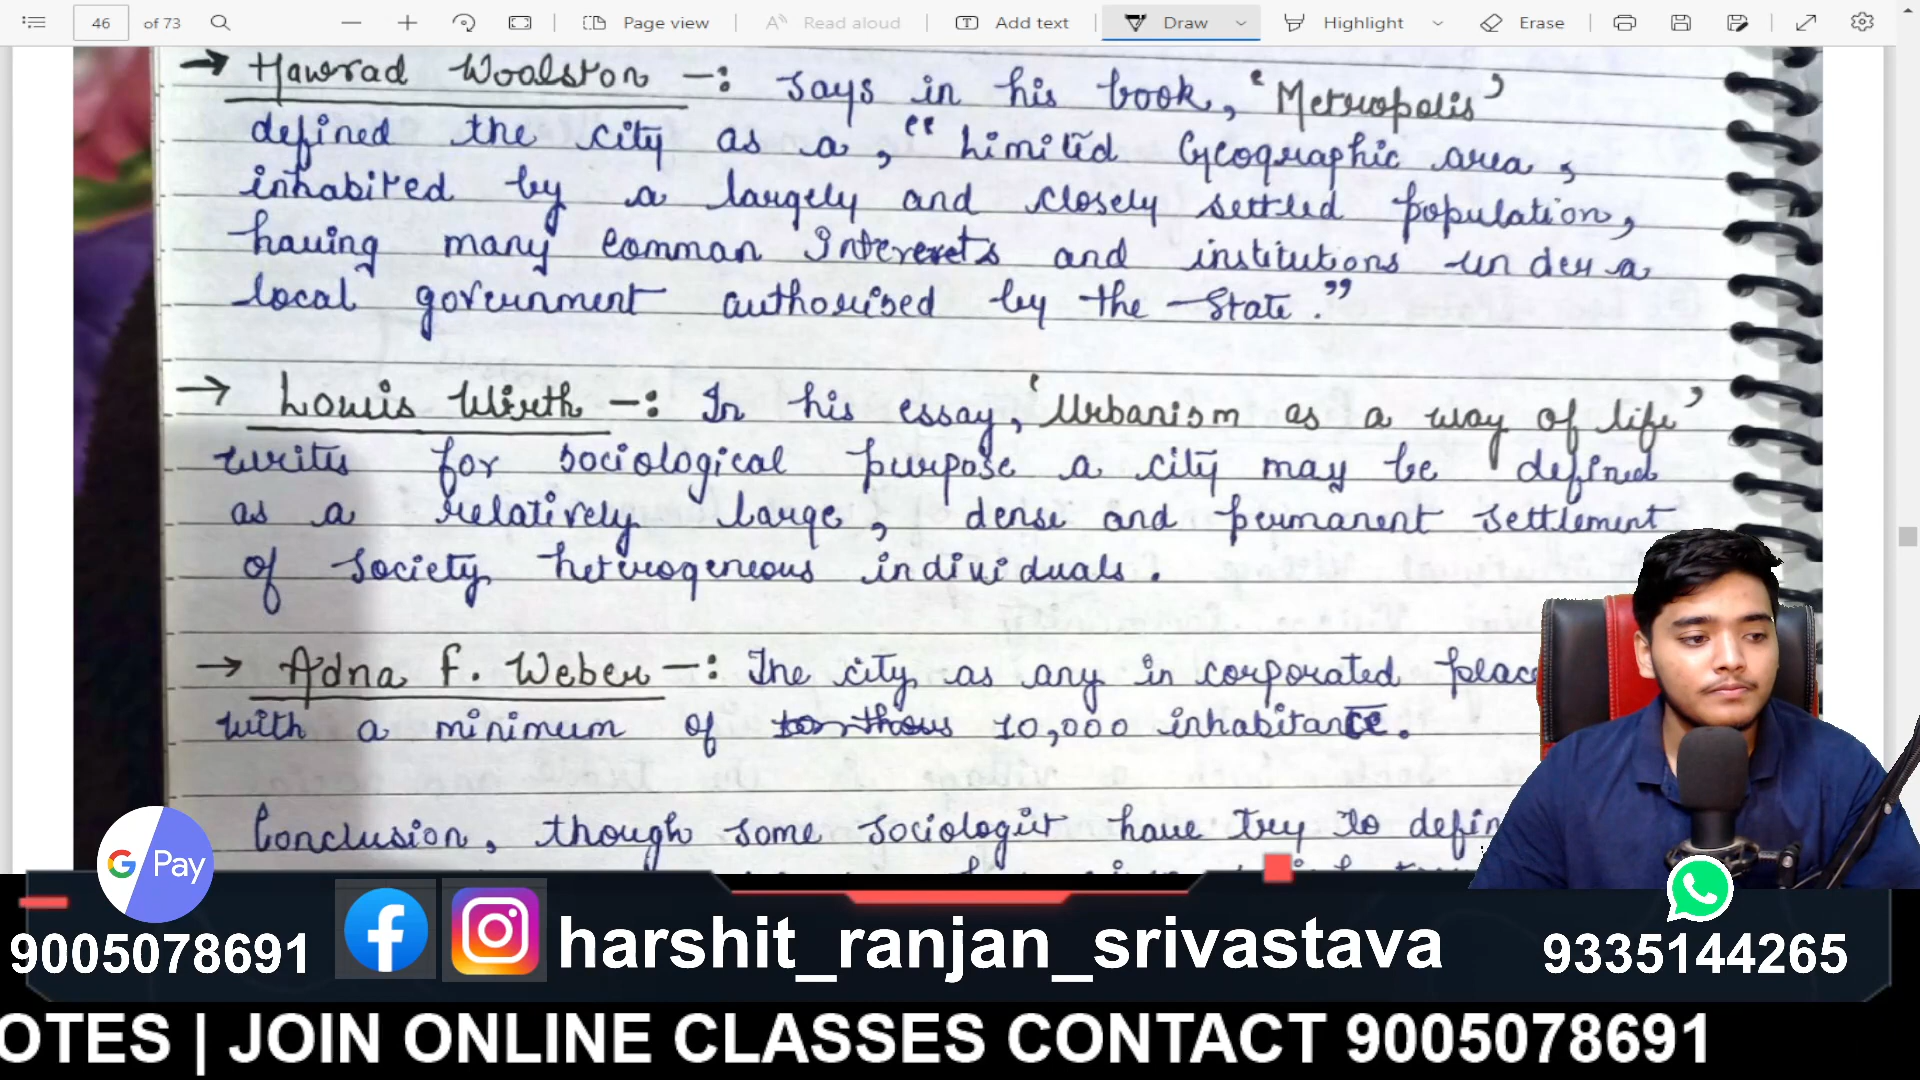 46 of 73 Page view Read aloud Add text Draw Highlight Erase
→ Hawrad Woolston -: Says in his book, 'Metropolis'
defined the city as a, "Limited Geographic area,
inhabited by a largely and closely settled population,
having many common Interests and institutions under a
local government authorised by the State."
→ Louis Wirth -: In his essay, 'Urbanism as a way of life'
writes for sociological purpose a city may be defined
as a relatively large, dense and permanent settlement
of society heterogeneous individuals.
→ Adna F. Weber -: The city as any in corporated place
with a minimum of 10,000 inhabitance.
Conclusion, though some sociologist have try to defin
G Pay
9005078691 harshit_ranjan_srivastava 9335144265
OTES | JOIN ONLINE CLASSES CONTACT 9005078691